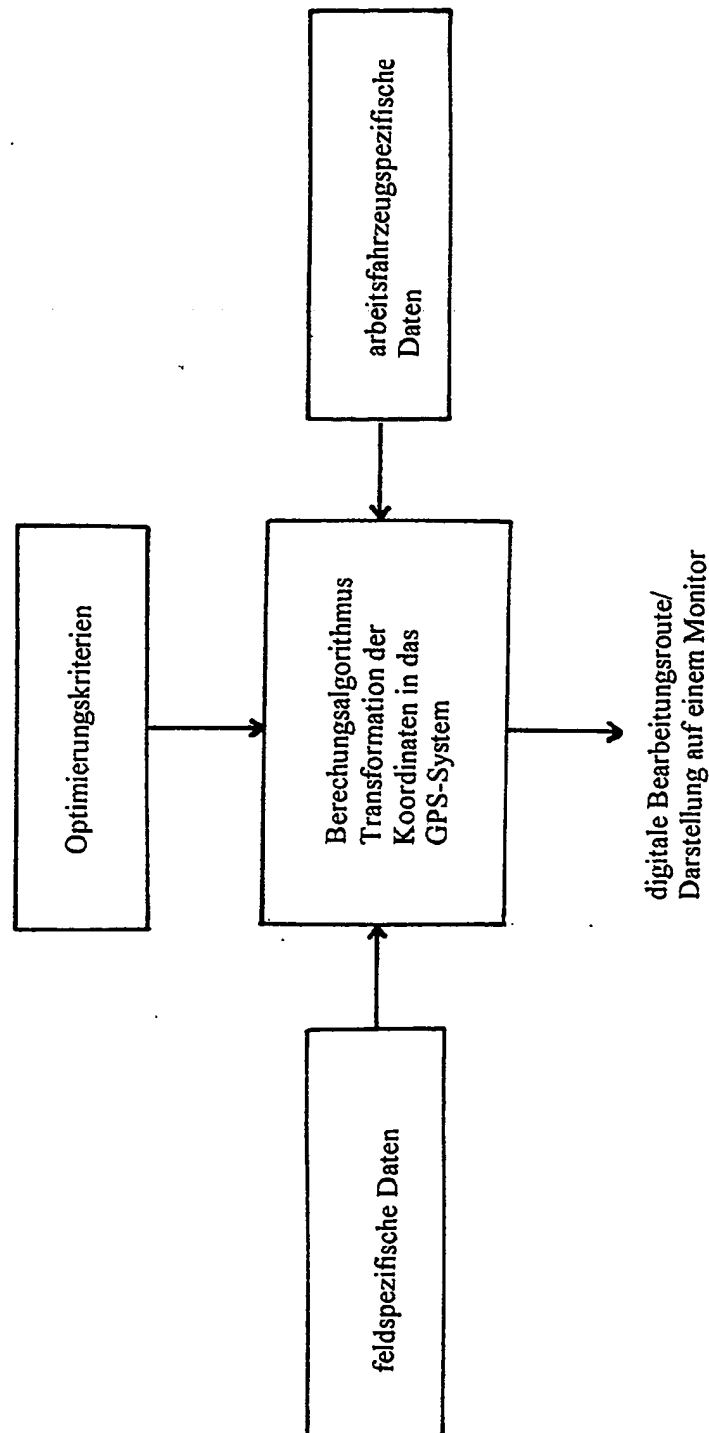 Optimierungskriterien
feldspezifische Daten
Berechungsalgorithmus
Transformation der
Koordinaten in das
GPS-System
arbeitsfahrzeugspezifische
Daten
digitale Bearbeitungsroute/
Darstellung auf einem Monitor